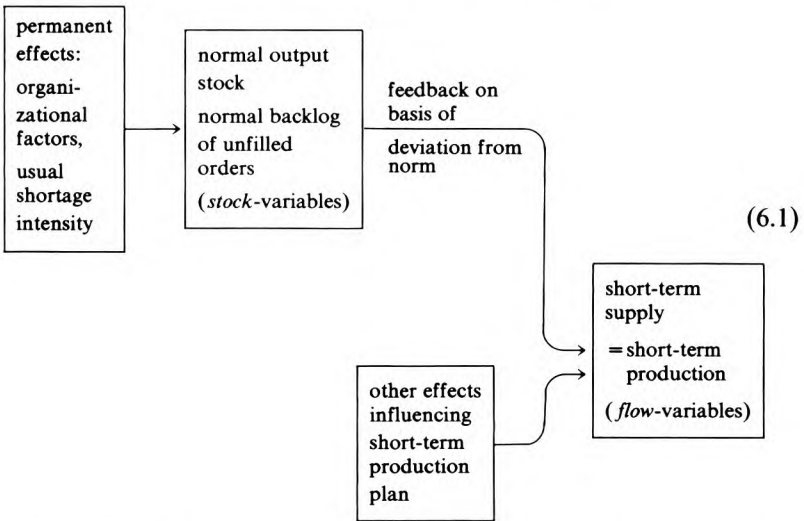 permanent
effects:
organi-
zational
factors,
usual
shortage
intensity
normal output
stock
normal backlog
of unfilled
orders
(stock-variables)
feedback on
basis of
deviation from
norm
(6.1)
short-term
supply
= short-term
production
(flow-variables)
other effects
influencing
short-term
production
plan